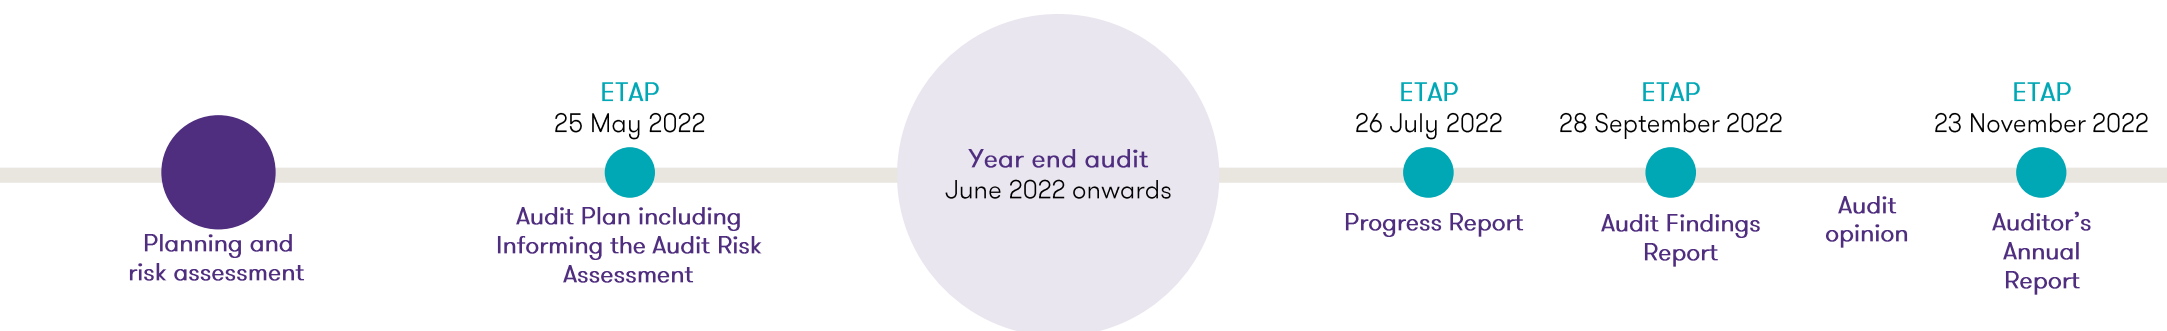 Planning and
risk assessment
ETAP
25 May 2022
Audit Plan including
Informing the Audit Risk
Assessment
Year end audit
June 2022 onwards
ETAP
26 July 2022
Progress Report
ETAP
28 September 2022
Audit Findings
Report
Audit
opinion
ETAP
23 November 2022
Auditor’s
Annual
Report